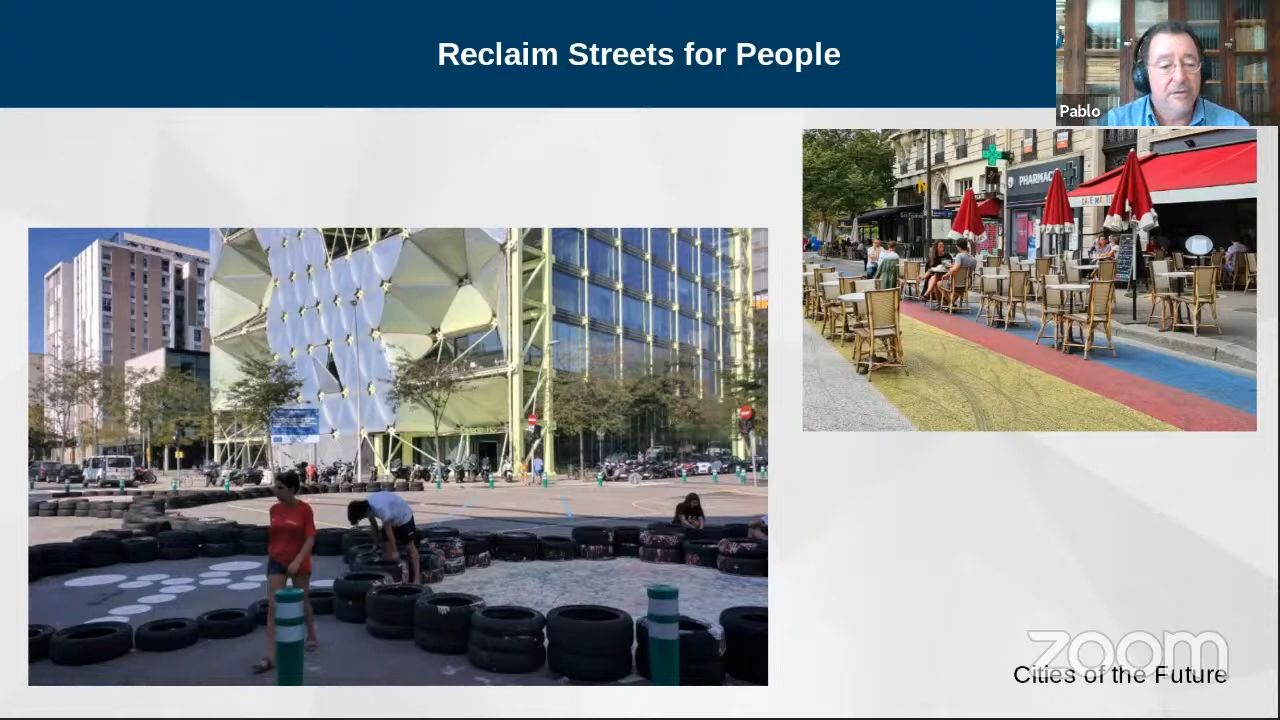 Reclaim Streets for People
Pablo
PHARMAC
zoom
Cities of the Future